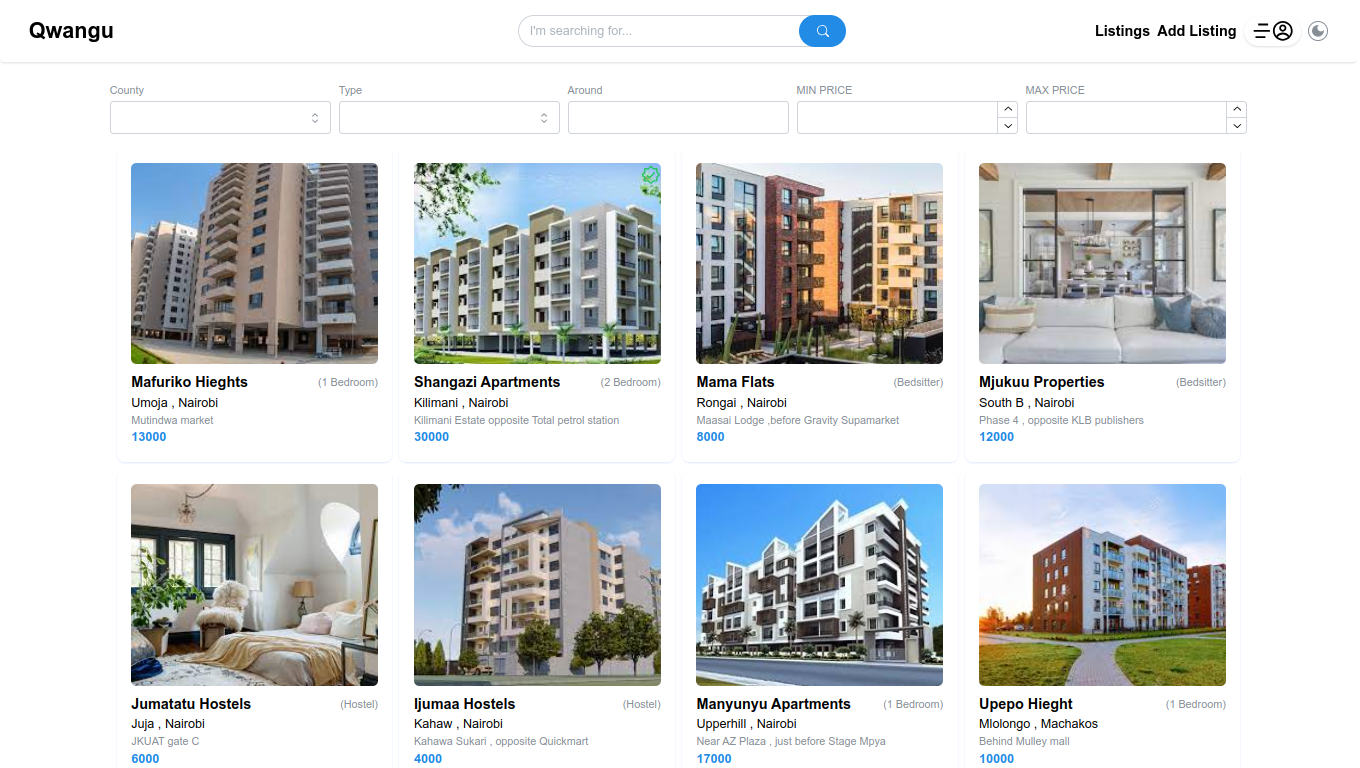 Qwangu
I'm searching for...
Listings Add Listing
County
Type
Around
MIN PRICE
MAX PRICE
Mafuriko Hieghts (1 Bedroom)
Umoja , Nairobi
Mutindwa market
13000
Shangazi Apartments (2 Bedroom)
Kilimani , Nairobi
Kilimani Estate opposite Total petrol station
30000
Mama Flats (Bedsitter)
Rongai , Nairobi
Maasai Lodge ,before Gravity Supamarket
8000
Mjukuu Properties (Bedsitter)
South B , Nairobi
Phase 4 , opposite KLB publishers
12000
Jumatatu Hostels (Hostel)
Juja , Nairobi
JKUAT gate C
6000
Ijumaa Hostels (Hostel)
Kahaw , Nairobi
Kahawa Sukari , opposite Quickmart
4000
Manyunyu Apartments (1 Bedroom)
Upperhill , Nairobi
Near AZ Plaza , just before Stage Mpya
17000
Upepo Hieght (1 Bedroom)
Mlolongo , Machakos
Behind Mulley mall
10000